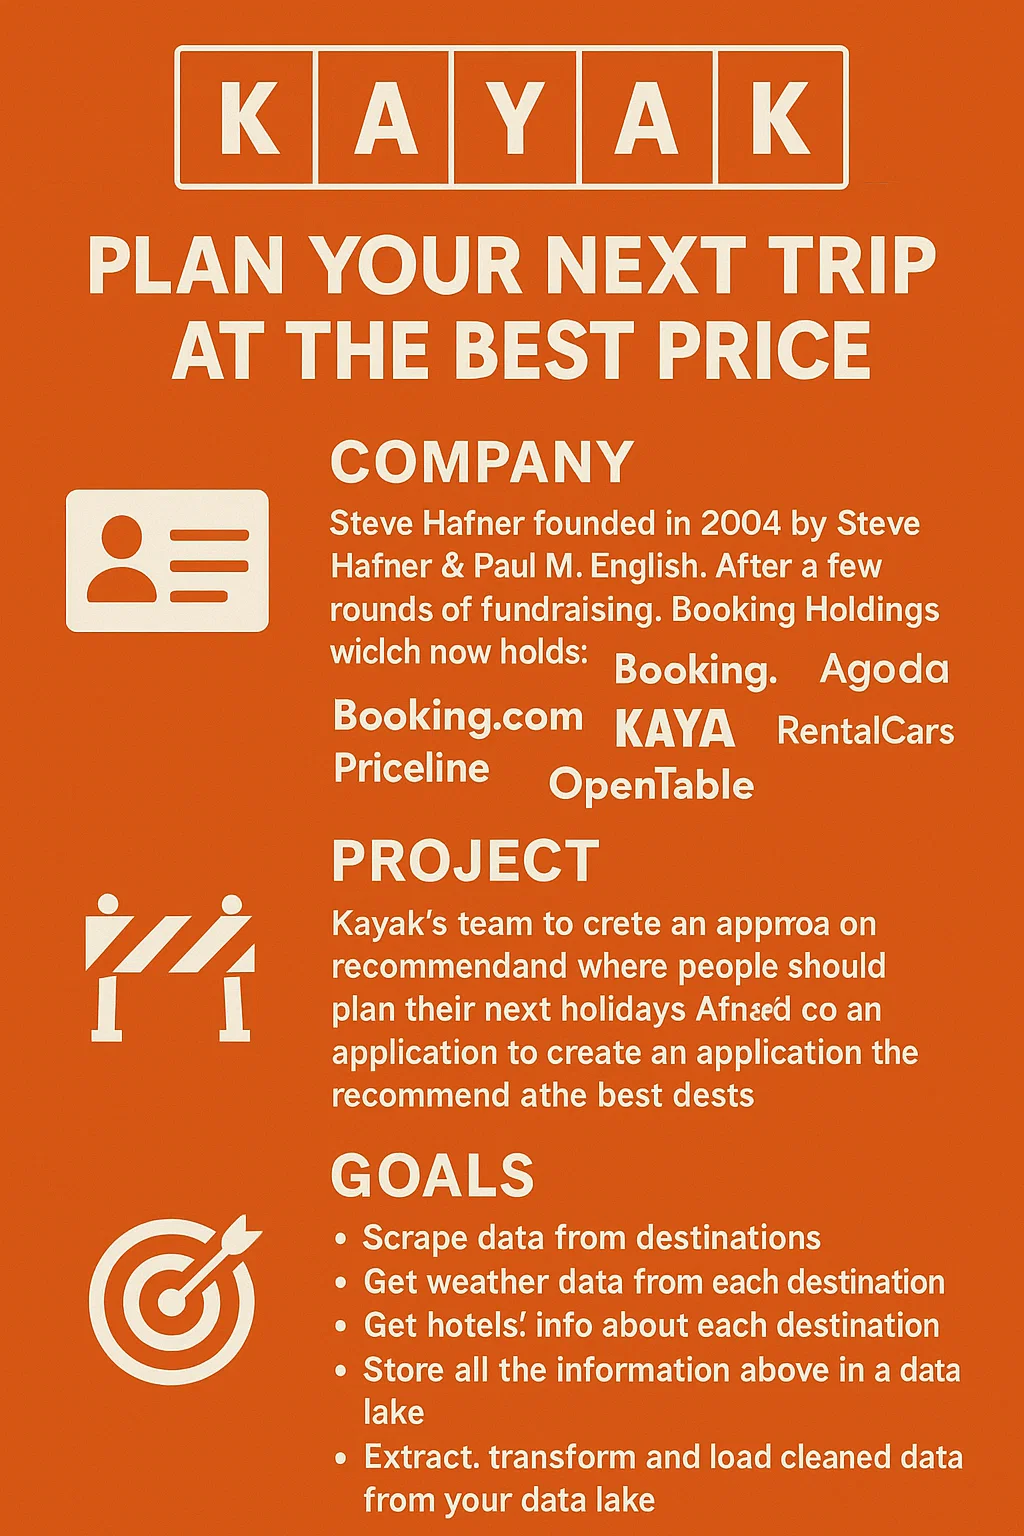 KAYAK
PLAN YOUR NEXT TRIP
AT THE BEST PRICE
COMPANY
Steve Hafner founded in 2004 by Steve
Hafner & Paul M. English. After a few
rounds of fundraising. Booking Holdings
wiclch now holds:
Booking. Agoda
Booking.com KAYA RentalCars
Priceline OpenTable
PROJECT
Kayak's team to crete an apprroa on
recommendand where people should
plan their next holidays co an
application to create an application the
recommend athe best dests
GOALS
• Scrape data from destinations
• Get weather data from each destination
• Get hotels'. info about each destination
• Store all the information above in a data
lake
• Extract. transform and load cleaned data
from your data lake